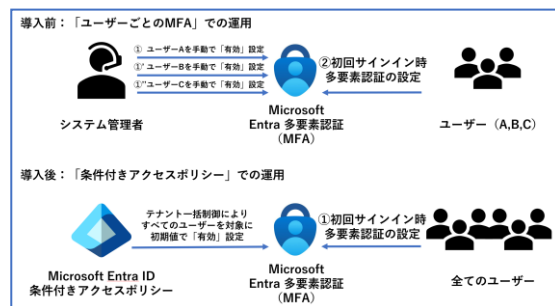 導入前：「ユーザーごとのMFA」での運用
① ユーザーAを手動で「有効」設定
①' ユーザーBを手動で「有効」設定
①''ユーザーCを手動で「有効」設定
②初回サインイン時
多要素認証の設定
システム管理者
Microsoft
Entra 多要素認証
（MFA）
ユーザー（A,B,C）
導入後：「条件付きアクセスポリシー」での運用
テナント一括制御により
すべてのユーザーを対象に
初期値で「有効」設定
①初回サインイン時
多要素認証の設定
Microsoft Entra ID
条件付きアクセスポリシー
Microsoft
Entra 多要素認証
（MFA）
全てのユーザー